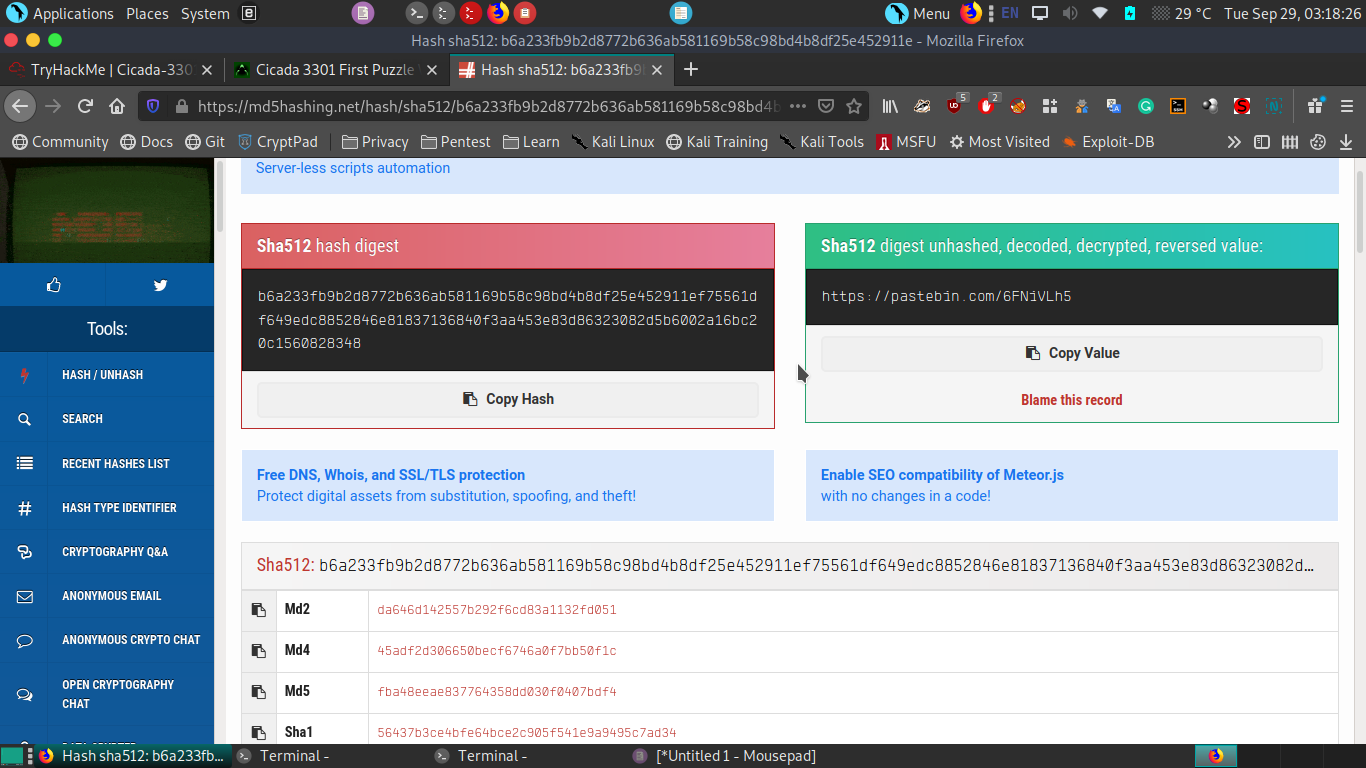 Applications Places System Menu EN 29 °C Tue Sep 29, 03:18:26
Hash sha512: b6a233fb9b2d8772b636ab581169b58c98bd4b8df25e452911e - Mozilla Firefox
TryHackMe | Cicada-330
Cicada 3301 First Puzzle
Hash sha512: b6a233fb9
https://md5hashing.net/hash/sha512/b6a233fb9b2d8772b636ab581169b58c98bd4b
5 2
Community Docs Git CryptPad Privacy Pentest Learn Kali Linux Kali Training Kali Tools MSFU Most Visited Exploit-DB
Server-less scripts automation
Tools:
HASH / UNHASH
SEARCH
RECENT HASHES LIST
HASH TYPE IDENTIFIER
CRYPTOGRAPHY Q&A
ANONYMOUS EMAIL
ANONYMOUS CRYPTO CHAT
OPEN CRYPTOGRAPHY
CHAT
Sha512 hash digest
b6a233fb9b2d8772b636ab581169b58c98bd4b8df25e452911ef75561d
f649edc8852846e81837136840f3aa453e83d86323082d5b6002a16bc2
0c1560828348
Copy Hash
Sha512 digest unhashed, decoded, decrypted, reversed value:
https://pastebin.com/6FNiVLh5
Copy Value
Blame this record
Free DNS, Whois, and SSL/TLS protection
Protect digital assets from substitution, spoofing, and theft!
Enable SEO compatibility of Meteor.js
with no changes in a code!
Sha512: b6a233fb9b2d8772b636ab581169b58c98bd4b8df25e452911ef75561df649edc8852846e81837136840f3aa453e83d86323082d…
Md2 da646d142557b292f6cd83a1132fd051
Md4 45adf2d306650becf6746a0f7bb50f1c
Md5 fba48eeae837764358dd030f0407bdf4
Sha1 56437b3ce4bfe64bce2c905f541e9a9495c7ad34
Hash sha512: b6a233fb... Terminal - Terminal - [*Untitled 1 - Mousepad]